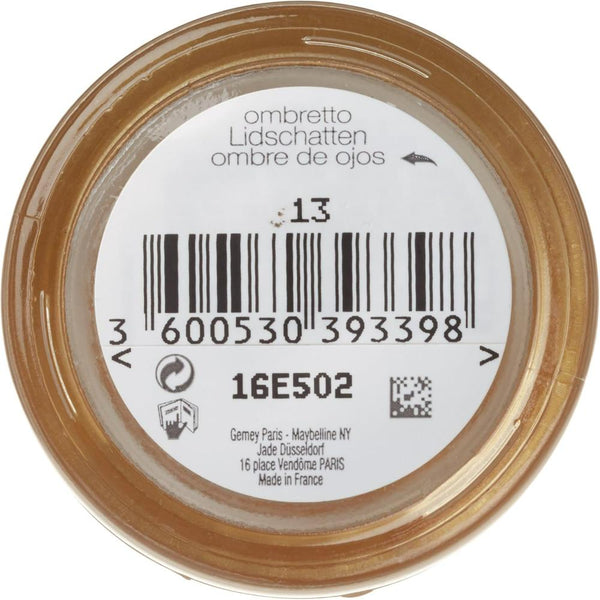 ombretto
Lidschatten
ombre de ojos
13
3 600530 393398 >
<
16E502
Gemey Paris - Maybelline NY
Jade Düsseldorf
16 place Vendôme PARIS
Made in France